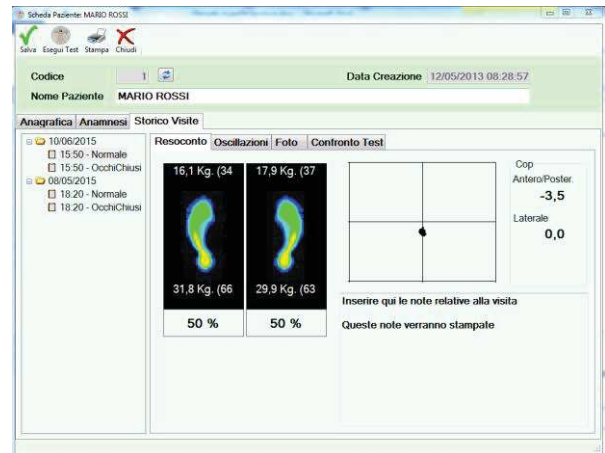 Scheda Paziente: MARIO ROSSI
Salva Esegui Test Stampa Chiudi
Codice 1 Data Creazione 12/05/2013 08:28:57
Nome Paziente MARIO ROSSI
Anagrafica Anamnesi Storico Visite
10/06/2015
15:50 - Normale
15:50 - OcchiChiusi
08/05/2015
18:20 - Normale
18:20 - OcchiChiusi
Resoconto Oscillazioni Foto Confronto Test
16,1 Kg. (34 17,9 Kg. (37
31,8 Kg. (66 29,9 Kg. (63
50 % 50 %
Cop
Antero/Poster.
-3,5
Laterale
0,0
Inserire qui le note relative alla visita
Queste note verranno stampate